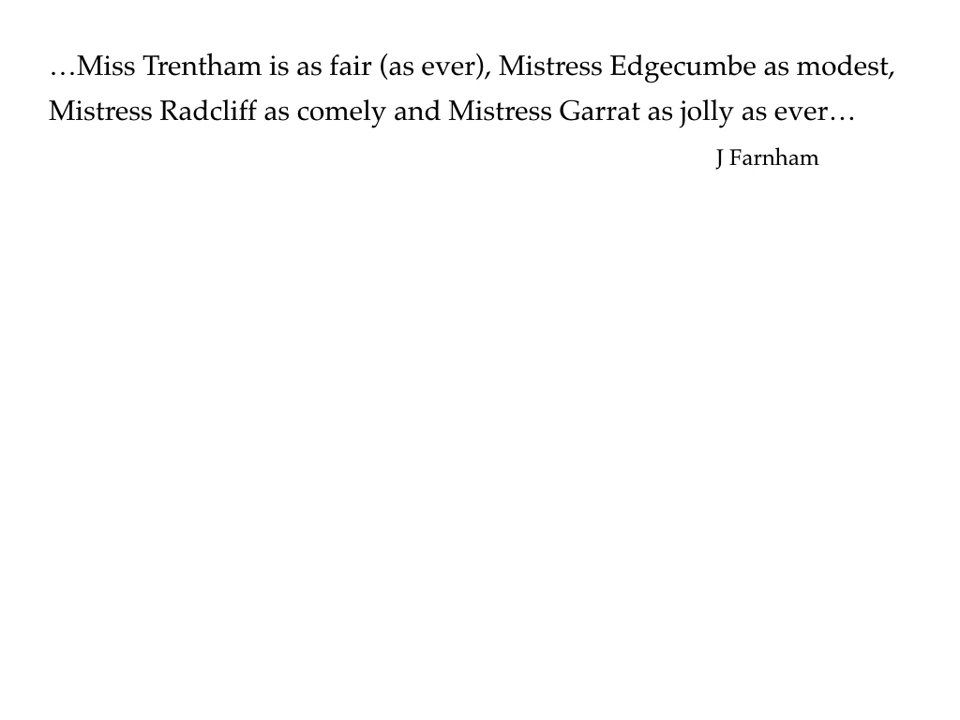 …Miss Trentham is as fair (as ever), Mistress Edgecumbe as modest,
Mistress Radcliff as comely and Mistress Garrat as jolly as ever…
J Farnham